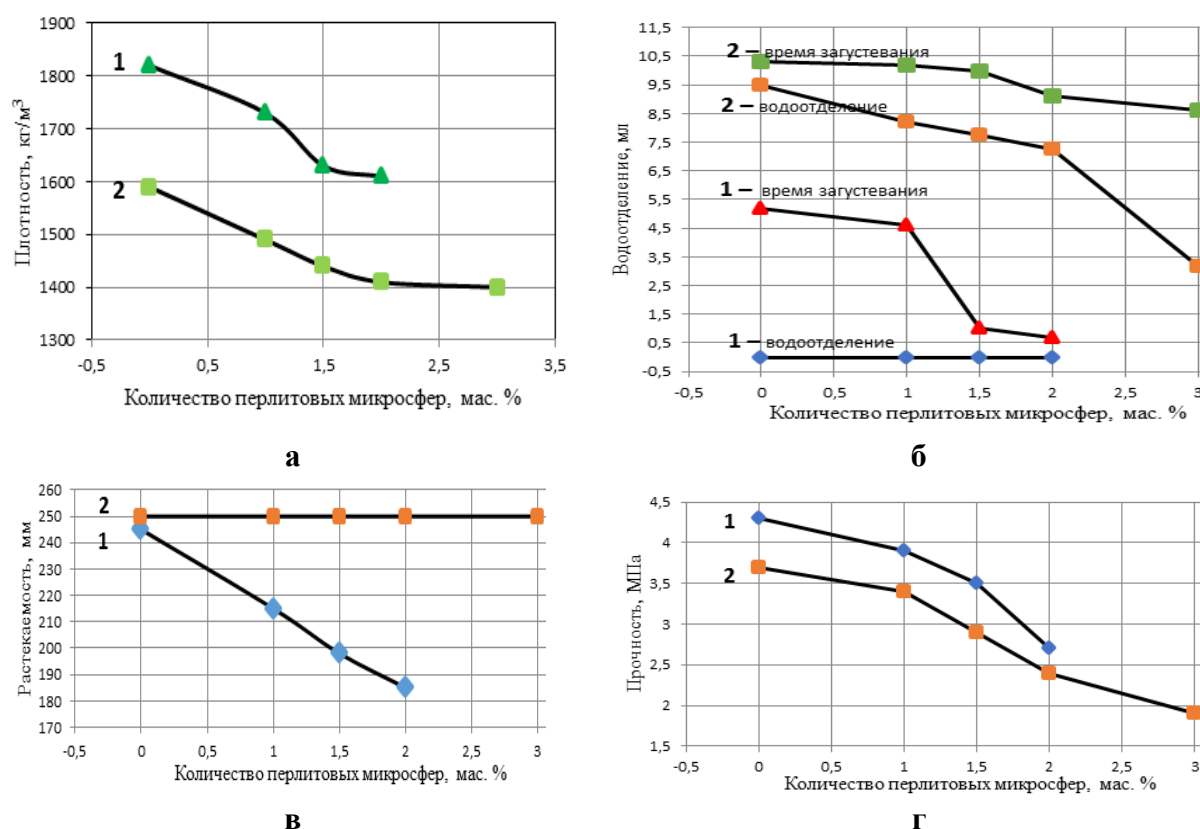 1900
1800
1700
1600
1500
1400
1300
Плотность, кг/м³
1
2
-0,5 0,5 1,5 2,5 3,5
Количество перлитовых микросфер, мас. %
а
11,5
10,5
9,5
8,5
7,5
6,5
5,5
4,5
3,5
2,5
1,5
0,5
-0,5
Водоотделение, мл
2 – время загустевания
2 – водоотделение
1 – время загустевания
1 – водоотделение
-0,5 0 0,5 1 1,5 2 2,5 3
Количество перлитовых микросфер, мас. %
б
260
250
240
230
220
210
200
190
180
170
Растекаемость, мм
2
1
-0,5 0 0,5 1 1,5 2 2,5 3
Количество перлитовых микросфер, мас. %
в
4,5
4
3,5
3
2,5
2
1,5
Прочность, МПа
1
2
-0,5 0 0,5 1 1,5 2 2,5 3
Количество перлитовых микросфер, мас. %
г